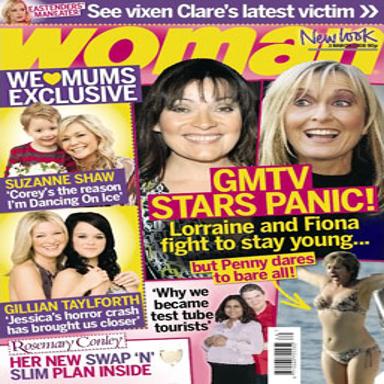 EASTENDERS' MANEATER
See vixen Clare's latest victim >>
woman
New look
WE♥MUMS
EXCLUSIVE
SUZANNE SHAW
'Corey's the reason
I'm Dancing On Ice'
GMTV
STARS PANIC!
Lorraine and Fiona
fight to stay young...
but Penny dares
to bare all!
GILLIAN TAYLFORTH
'Jessica's horror crash
has brought us closer'
'Why we
became
test tube
tourists'
Rosemary Conley
HER NEW SWAP 'N'
SLIM PLAN INSIDE